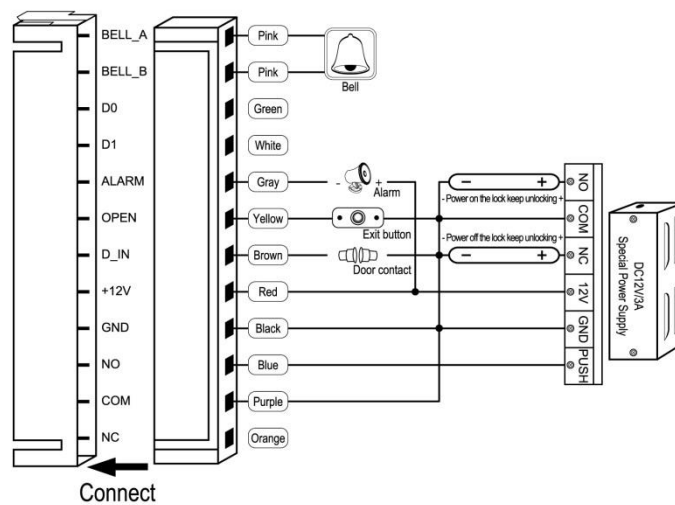 BELL_A
Pink
BELL_B
Pink
Bell
D0
Green
D1
White
ALARM
Gray
- +
Alarm
- +
NO
- Power on the lock keep unlocking +
OPEN
Yellow
Exit button
COM
- Power off the lock keep unlocking +
D_IN
Brown
Door contact
- +
NC
+12V
Red
12V
DC12V/3A
Special Power Supply
GND
Black
GND
NO
Blue
PUSH
COM
Purple
NC
Orange
Connect